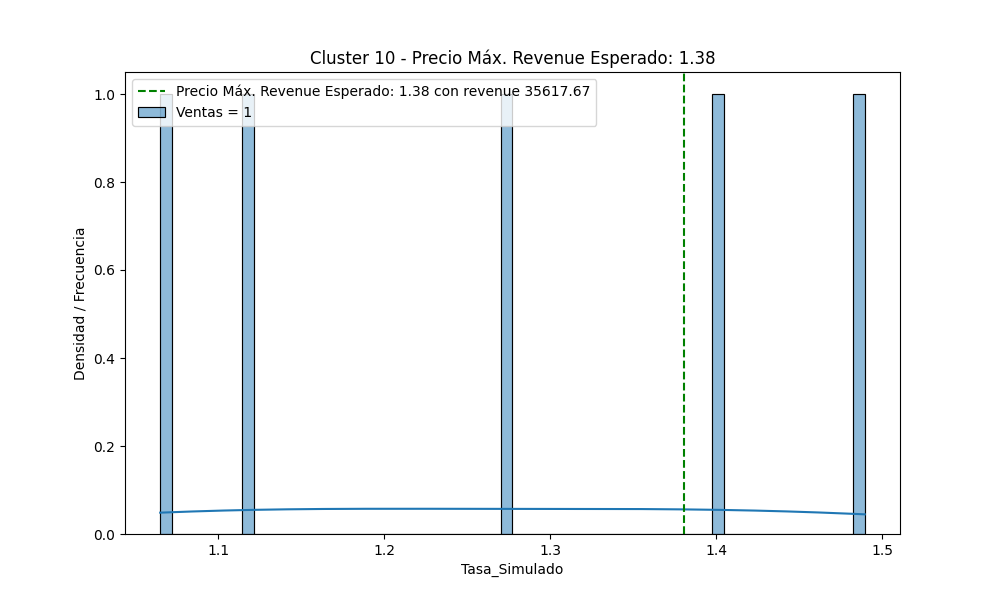 Cluster 10 - Precio Máx. Revenue Esperado: 1.38
Precio Máx. Revenue Esperado: 1.38 con revenue 35617.67
Ventas = 1
Densidad / Frecuencia
1.0
0.8
0.6
0.4
0.2
0.0
1.1 1.2 1.3 1.4 1.5
Tasa_Simulado